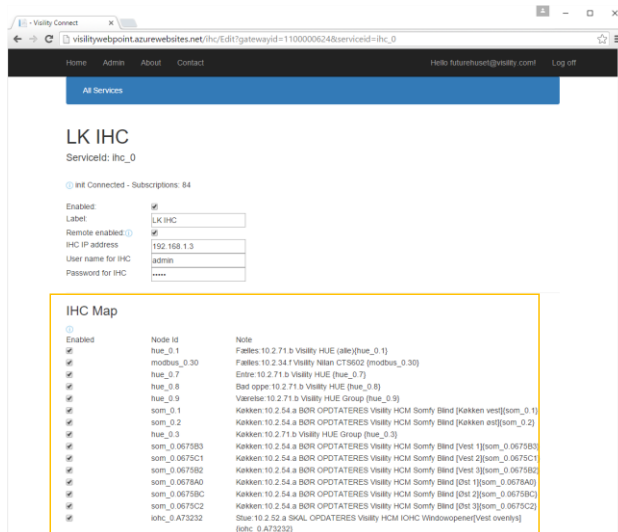 - Visility Connect
visilitywebpoint.azurewebsites.net/ihc/Edit?gatewayid=1100000624&serviceid=ihc_0
Home Admin About Contact Hello futurehuset@visility.com! Log off
All Services
LK IHC
ServiceId: ihc_0
init Connected - Subscriptions: 84
Enabled:
Label: LK IHC
Remote enabled:
IHC IP address 192.168.1.3
User name for IHC admin
Password for IHC •••••
IHC Map
Enabled Node Id Note
hue_0.1 Fælles:10.2.71.b Visility HUE (alle){hue_0.1}
modbus_0.30 Fælles:10.2.34.f Visility Nilan CTS602 {modbus_0.30}
hue_0.7 Entre:10.2.71.b Visility HUE {hue_0.7}
hue_0.8 Bad oppe:10.2.71.b Visility HUE {hue_0.8}
hue_0.9 Værelse:10.2.71.b Visility HUE Group {hue_0.9}
som_0.1 Køkken:10.2.54.a BØR OPDTATERES Visility HCM Somfy Blind [Køkken vest]{som_0.1}
som_0.2 Køkken:10.2.54.a BØR OPDTATERES Visility HCM Somfy Blind [Køkken øst]{som_0.2}
hue_0.3 Køkken:10.2.71.b Visility HUE Group {hue_0.3}
som_0.0675B3 Køkken:10.2.54.a BØR OPDTATERES Visility HCM Somfy Blind [Vest 1]{som_0.0675B3}
som_0.0675C1 Køkken:10.2.54.a BØR OPDTATERES Visility HCM Somfy Blind [Vest 2]{som_0.0675C1}
som_0.0675B2 Køkken:10.2.54.a BØR OPDTATERES Visility HCM Somfy Blind [Vest 3]{som_0.0675B2}
som_0.0678A0 Køkken:10.2.54.a BØR OPDTATERES Visility HCM Somfy Blind [Øst 1]{som_0.0678A0}
som_0.0675BC Køkken:10.2.54.a BØR OPDTATERES Visility HCM Somfy Blind [Øst 2]{som_0.0675BC}
som_0.0675C2 Køkken:10.2.54.a BØR OPDTATERES Visility HCM Somfy Blind [Øst 3]{som_0.0675C2}
iohc_0.A73232 Stue:10.2.52.a SKAL OPDATERES Visility HCM IOHC Windowopener[Vest ovenlys]
{iohc_0.A73232}